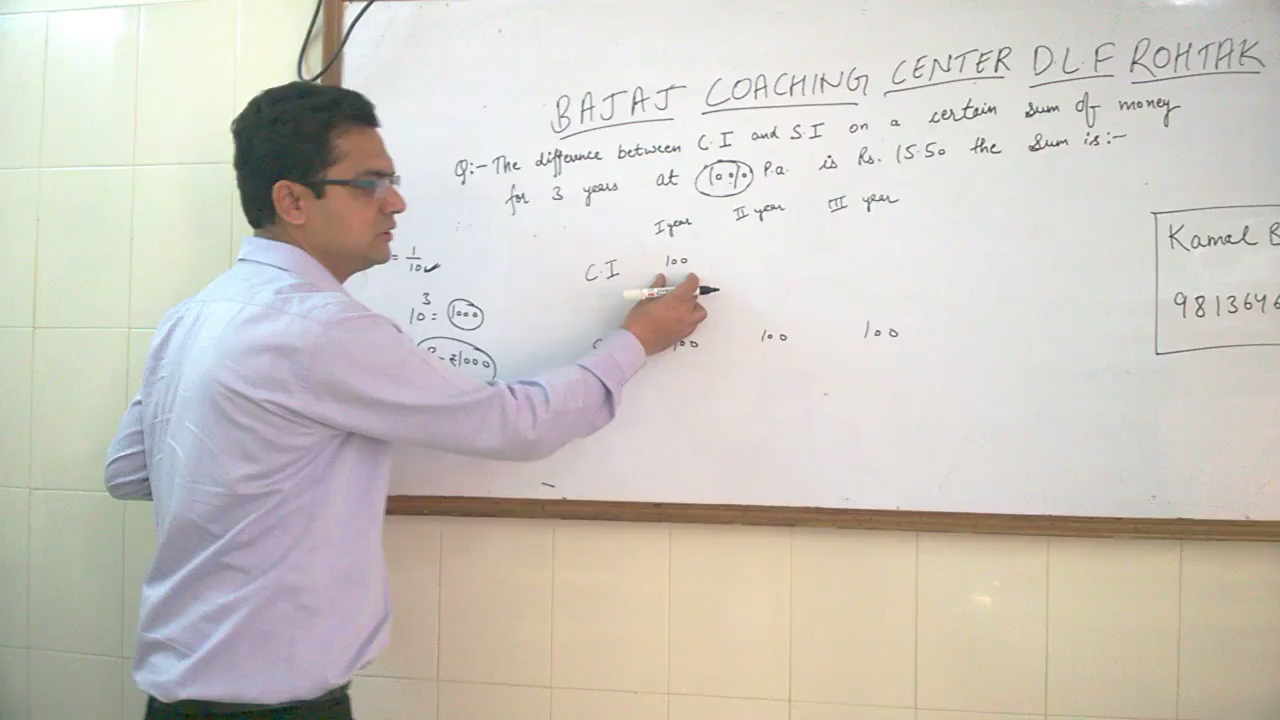 BAJAJ COACHING CENTER D.L.F ROHTAK
Q:- The difference between C.I and S.I on a certain sum of money
for 3 years at 10% P.a. is Rs. 15.50 the sum is:-
I year II year III year
= 1/10 ✓
C.I 100
10³ = 1000
100 100 100
- ₹1000
Kamal